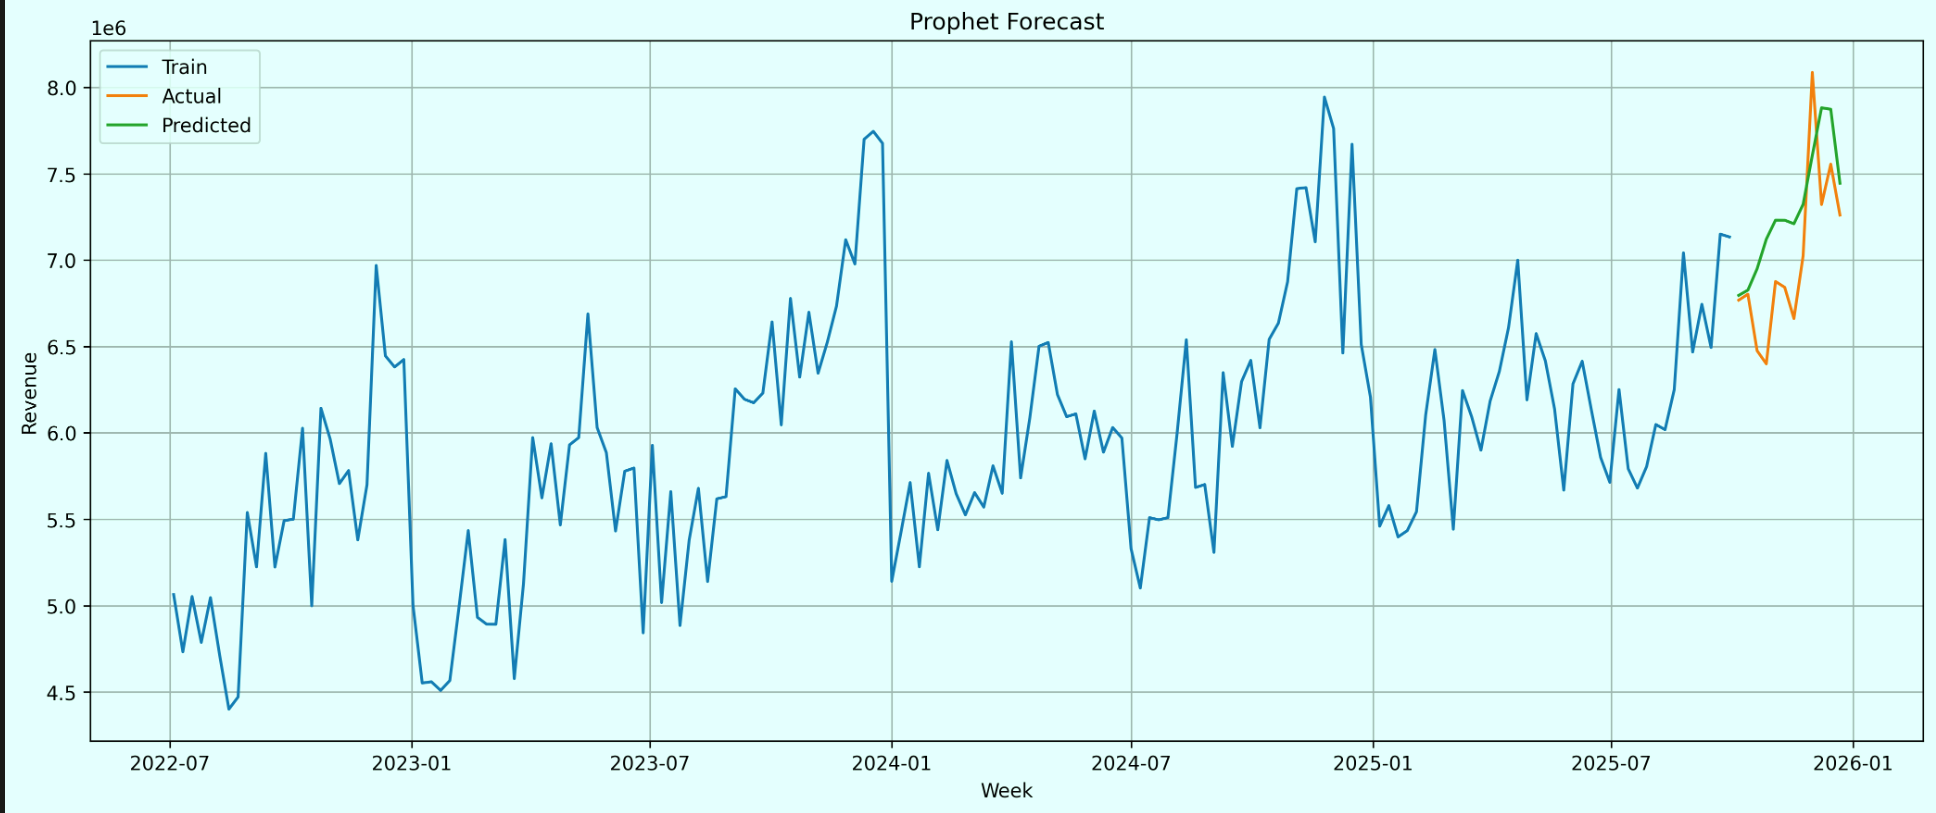 Prophet Forecast
1e6
Train
Actual
Predicted
8.0
7.5
7.0
6.5
6.0
5.5
5.0
4.5
Revenue
2022-07
2023-01
2023-07
2024-01
2024-07
2025-01
2025-07
2026-01
Week